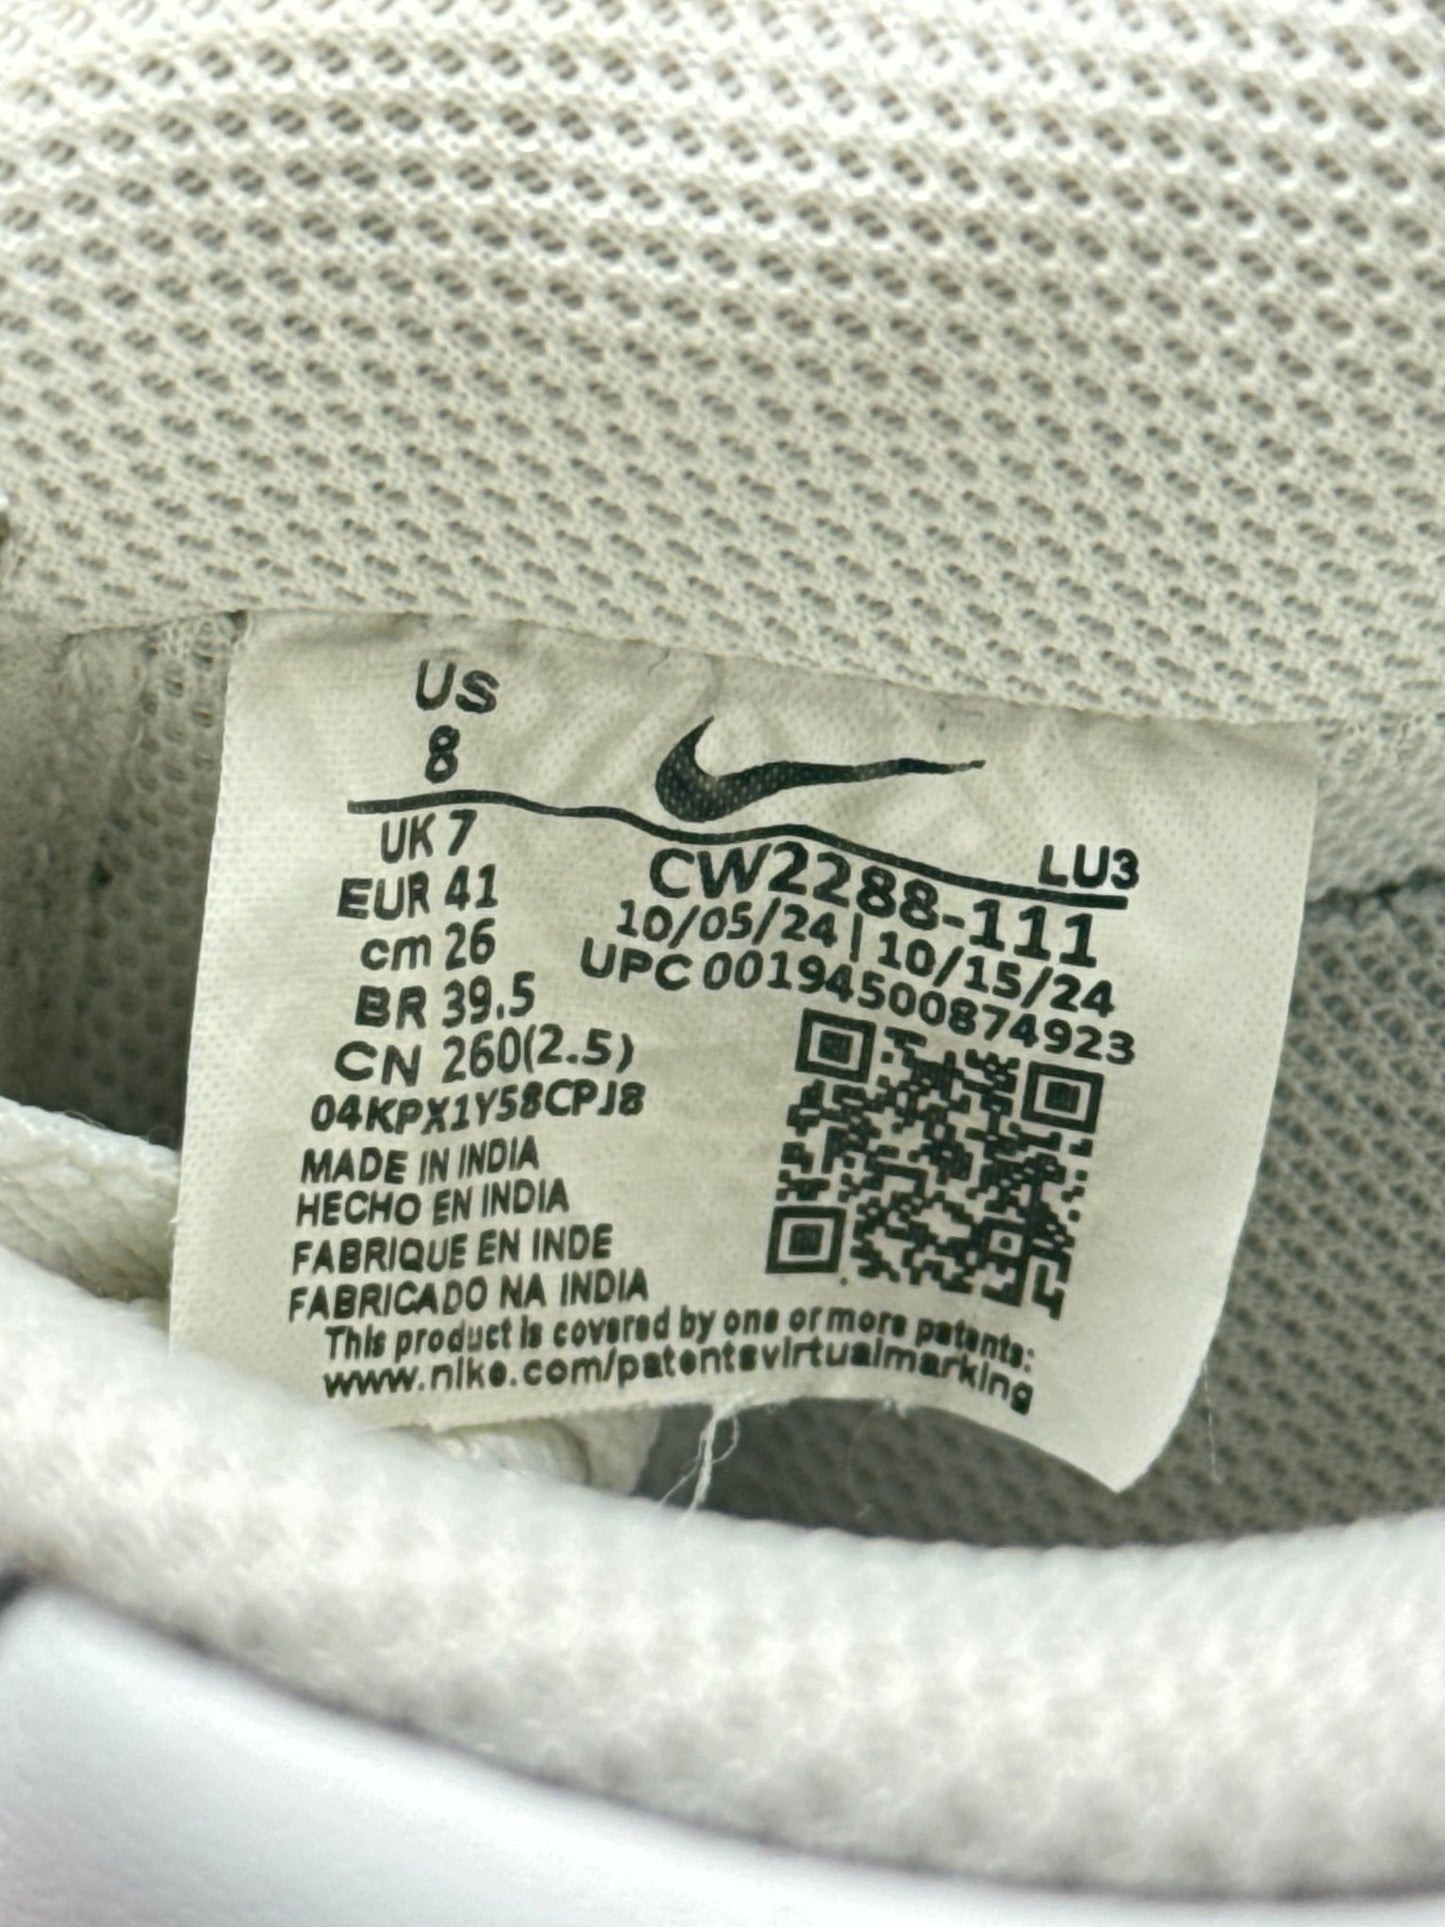 US
8
UK 7
EUR 41
cm 26
BR 39.5
CN 260(2.5)
04KPX1Y58CPJ8
LU3
CW2288-111
10/05/24 | 10/15/24
UPC 00194500874923
MADE IN INDIA
HECHO EN INDIA
FABRIQUE EN INDE
FABRICADO NA INDIA
This product is covered by one or more patents:
www.nike.com/patentsvirtualmarking